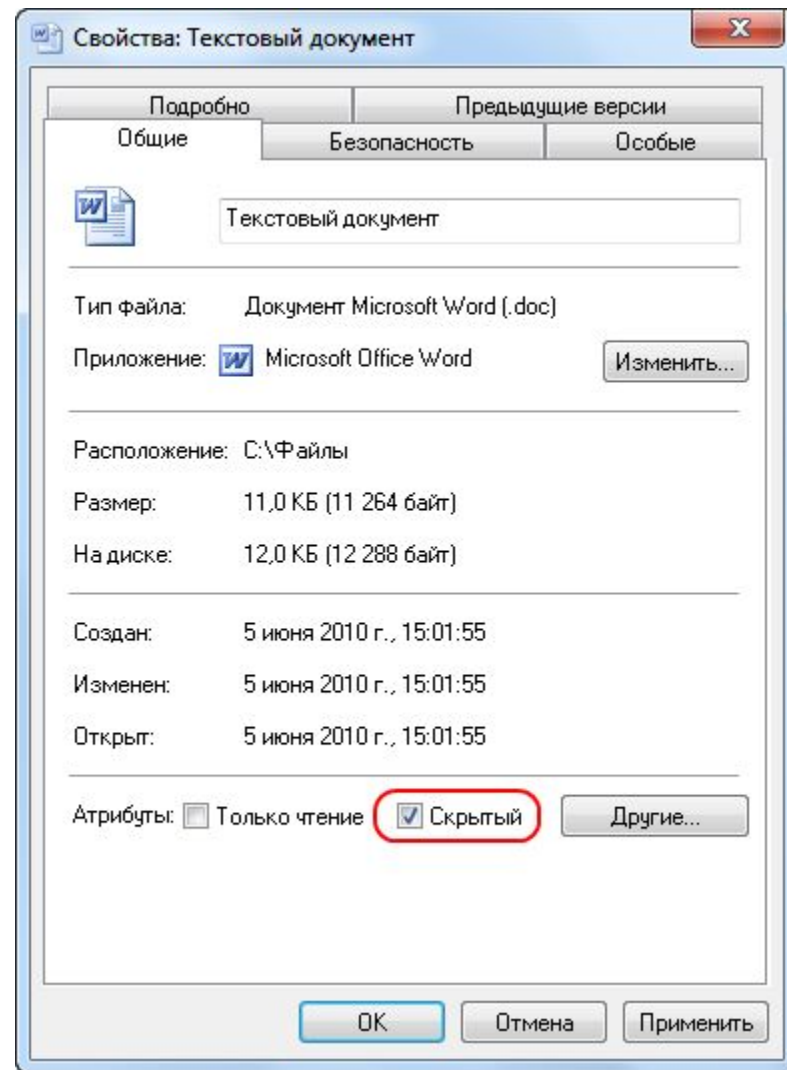 Свойства: Текстовый документ
Подробно Предыдущие версии
Общие Безопасность Особые
Текстовый документ
Тип файла: Документ Microsoft Word (.doc)
Приложение: Microsoft Office Word Изменить...
Расположение: C:\Файлы
Размер: 11,0 КБ (11 264 байт)
На диске: 12,0 КБ (12 288 байт)
Создан: 5 июня 2010 г., 15:01:55
Изменен: 5 июня 2010 г., 15:01:55
Открыт: 5 июня 2010 г., 15:01:55
Атрибуты: Только чтение Скрытый Другие...
OK Отмена Применить